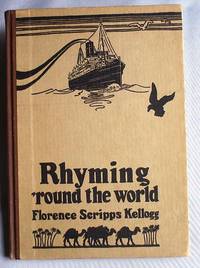 Rhyming
'round the world
Florence Scripps Kellogg